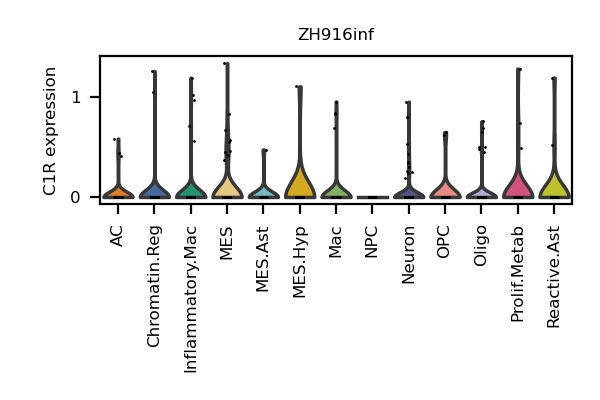 ZH916inf
C1R expression
1
0
AC
Chromatin.Reg
Inflammatory.Mac
MES
MES.Ast
MES.Hyp
Mac
NPC
Neuron
OPC
Oligo
Prolif.Metab
Reactive.Ast